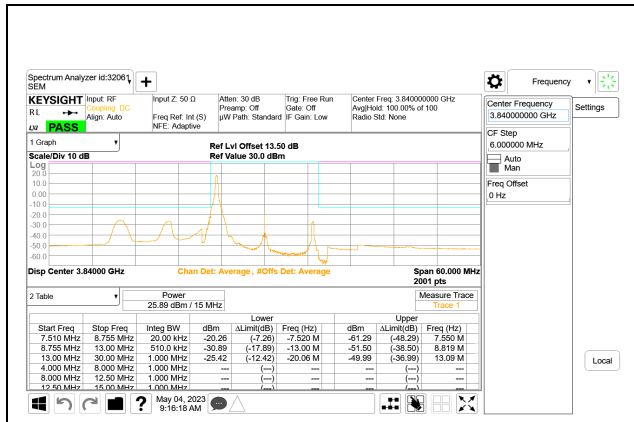 Spectrum Analyzer id:32061
SEM
Frequency
KEYSIGHT Input: RF Input Z: 50 Ω Atten: 30 dB Trig: Free Run Center Freq: 3.840000000 GHz
Coupling: DC Preamp: Off Gate: Off Avg|Hold: 100.00% of 100
RL Align: Auto Freq Ref: Int (S) µW Path: Standard IF Gain: Low Radio Std: None
PASS NFE: Adaptive
Center Frequency
3.840000000 GHz
Settings
CF Step
6.000000 MHz
Auto
Man
Freq Offset
0 Hz
1 Graph
Ref Lvl Offset 13.50 dB
Scale/Div 10 dB Ref Value 30.0 dBm
Log
20.0
10.0
0.00
-10.0
-20.0
-30.0
-40.0
-50.0
-60.0
Disp Center 3.84000 GHz Chan Det: Average , #Offs Det: Average Span 60.000 MHz
2001 pts
2 Table Power Measure Trace
25.89 dBm / 15 MHz Trace 1
Lower Upper
Start Freq Stop Freq Integ BW dBm ΔLimit(dB) Freq (Hz) dBm ΔLimit(dB) Freq (Hz)
7.510 MHz 8.755 MHz 20.00 kHz -20.26 (-7.26) -7.520 M -61.29 (-48.29) 7.550 M
8.755 MHz 13.00 MHz 510.0 kHz -30.89 (-17.89) -13.00 M -51.50 (-38.50) 8.819 M
13.00 MHz 30.00 MHz 1.000 MHz -25.42 (-12.42) -20.06 M -49.99 (-36.99) 13.09 M
4.000 MHz 8.000 MHz 1.000 MHz --- (---) --- (---)
8.000 MHz 12.50 MHz 1.000 MHz --- (---) --- (---)
12.50 MHz 15.00 MHz 1.000 MHz --- (---) --- (---)
Local
? May 04, 2023
9:16:18 AM